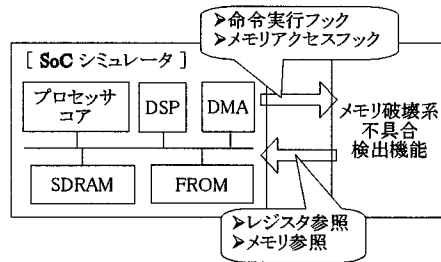 ➢命令実行フック
➢メモリアクセスフック
[ SoC シミュレータ ]
プロセッサ
コア
DSP
DMA
メモリ破壊系
不具合
検出機能
SDRAM
FROM
➢レジスタ参照
➢メモリ参照